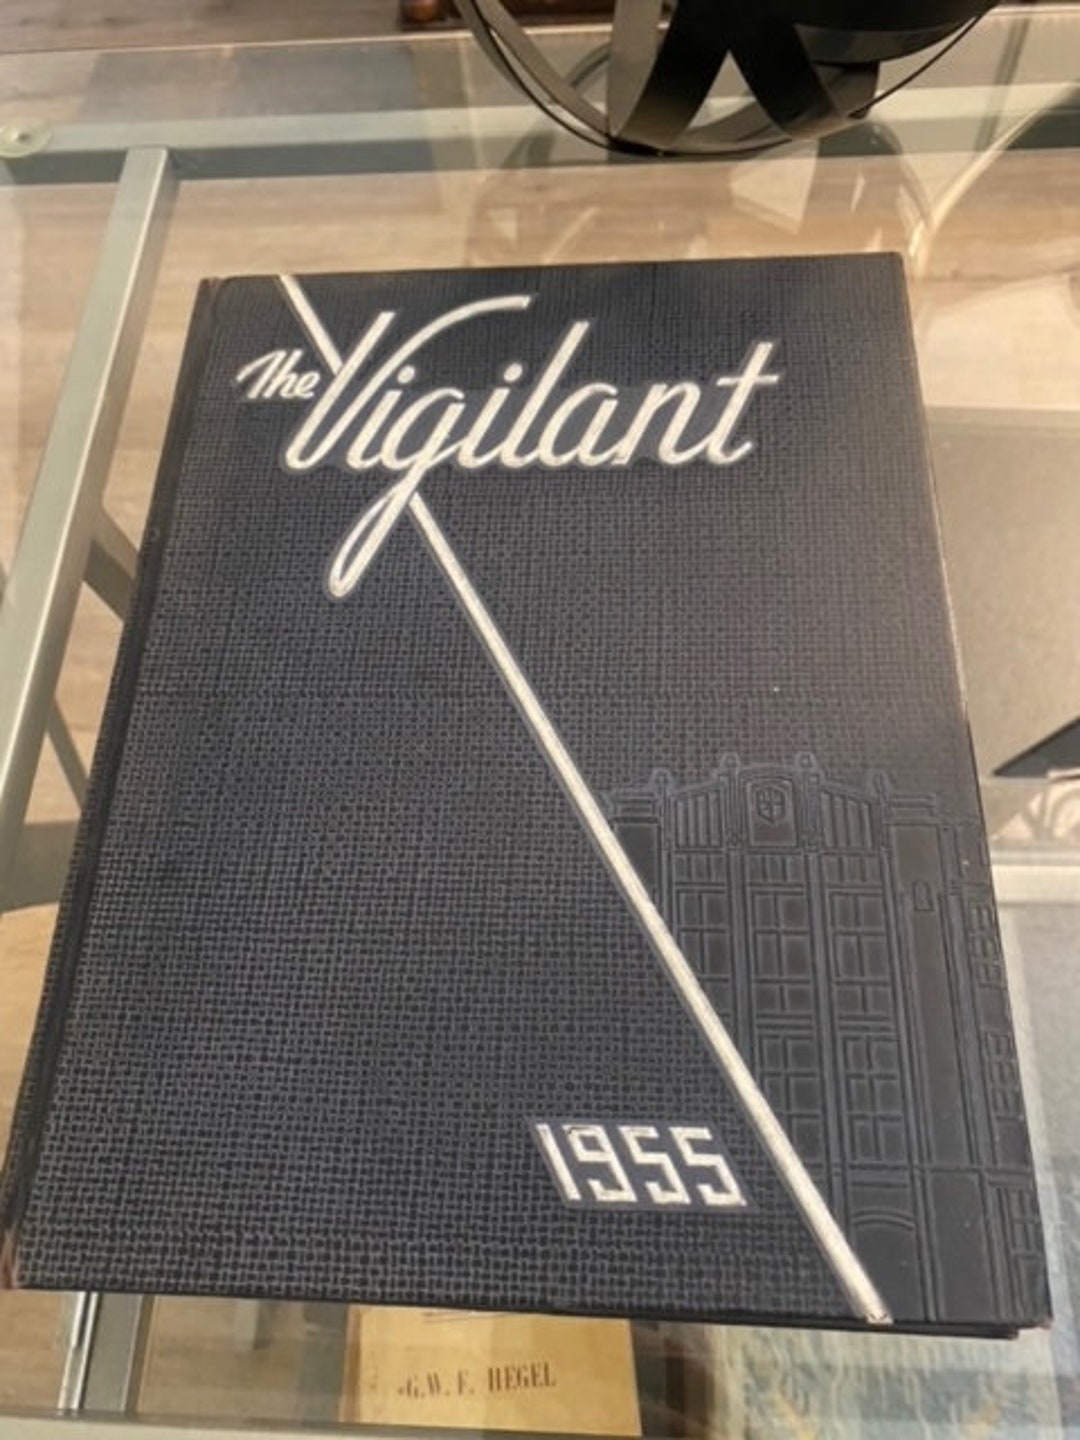 The Vigilant
1955
G.W. F. HEGEL